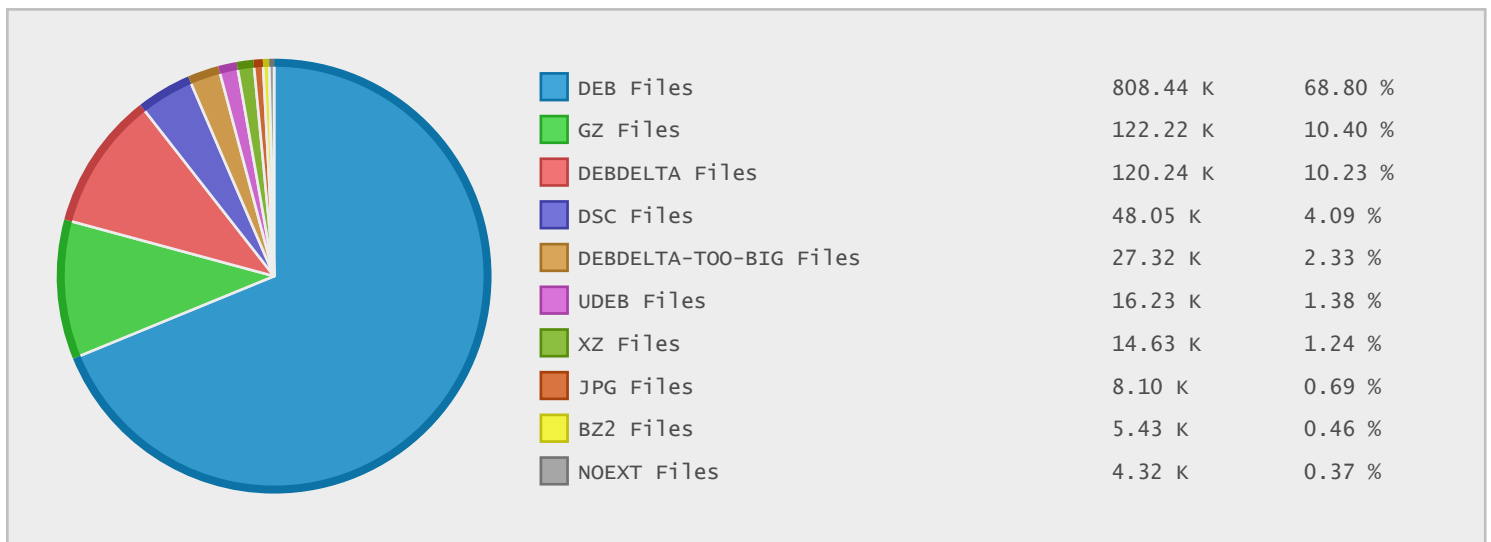 DEB Files 808.44 K 68.80 %
GZ Files 122.22 K 10.40 %
DEBDELTA Files 120.24 K 10.23 %
DSC Files 48.05 K 4.09 %
DEBDELTA-TOO-BIG Files 27.32 K 2.33 %
UDEB Files 16.23 K 1.38 %
XZ Files 14.63 K 1.24 %
JPG Files 8.10 K 0.69 %
BZ2 Files 5.43 K 0.46 %
NOEXT Files 4.32 K 0.37 %